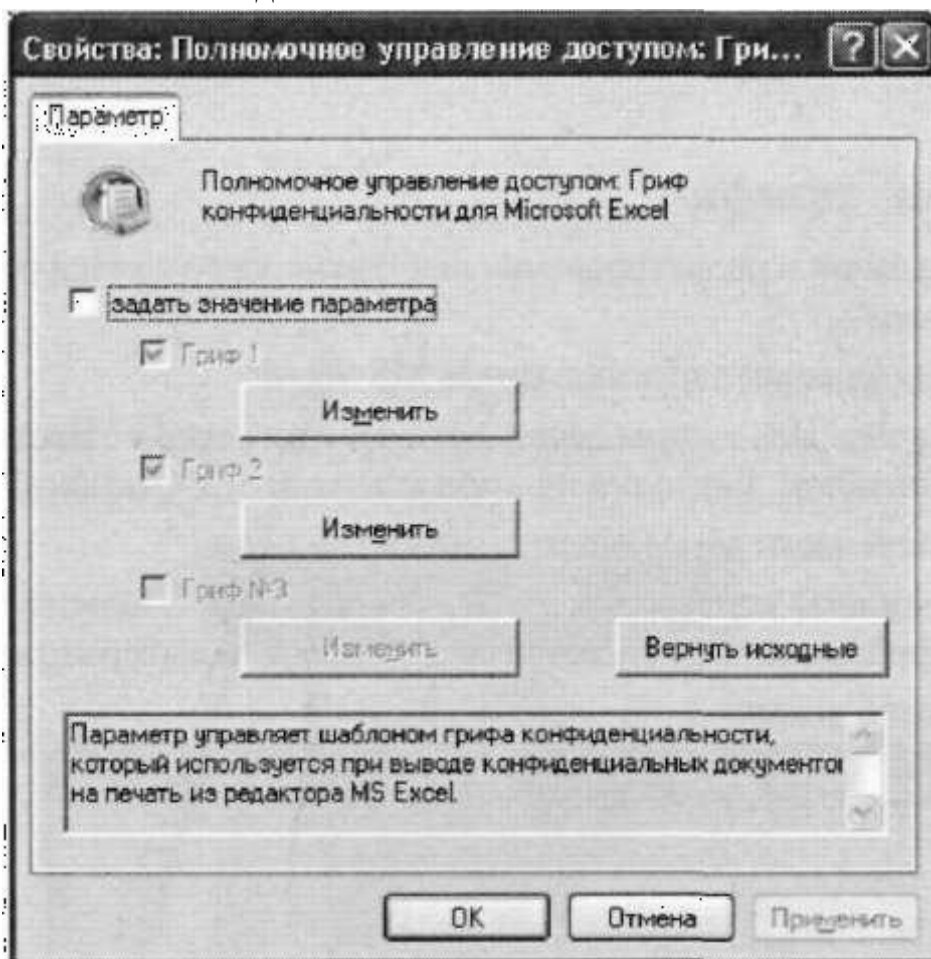 Свойства: Полномочное управление доступом: Гри...
Параметр
Полномочное управление доступом: Гриф
конфиденциальности для Microsoft Excel
задать значение параметра
Гриф 1
Изменить
Гриф 2
Изменить
Гриф №3
Изменить
Вернуть исходные
Параметр управляет шаблоном грифа конфиденциальности,
который используется при выводе конфиденциальных документов
на печать из редактора MS Excel.
ОК
Отмена
Применить